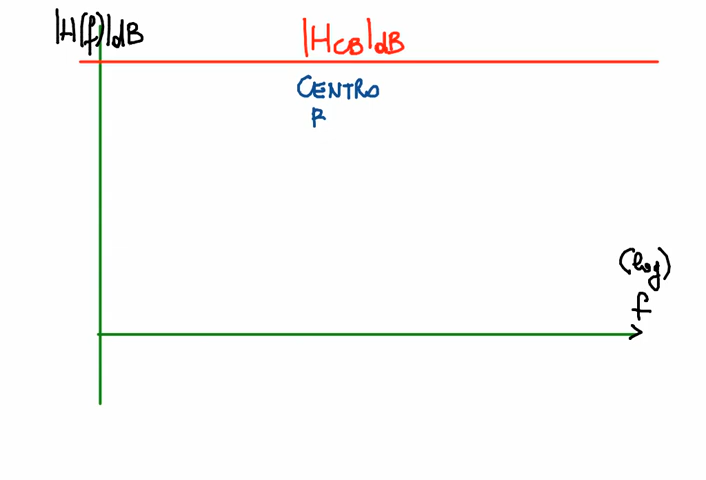 |H(f)|dB
|HCB|dB
CENTRO
B
(log)
f